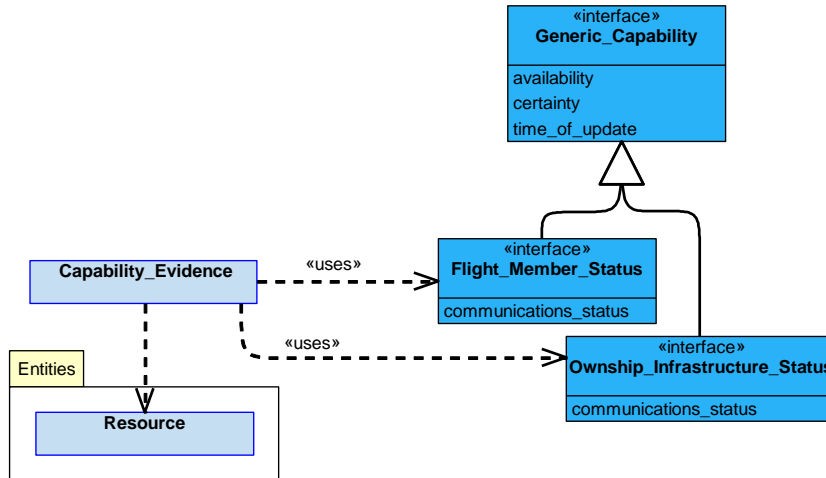 «interface»
Generic_Capability
availability
certainty
time_of_update
«interface»
Flight_Member_Status
communications_status
Capability_Evidence
«uses»
«uses»
«interface»
Ownship_Infrastructure_Status
communications_status
Entities
Resource